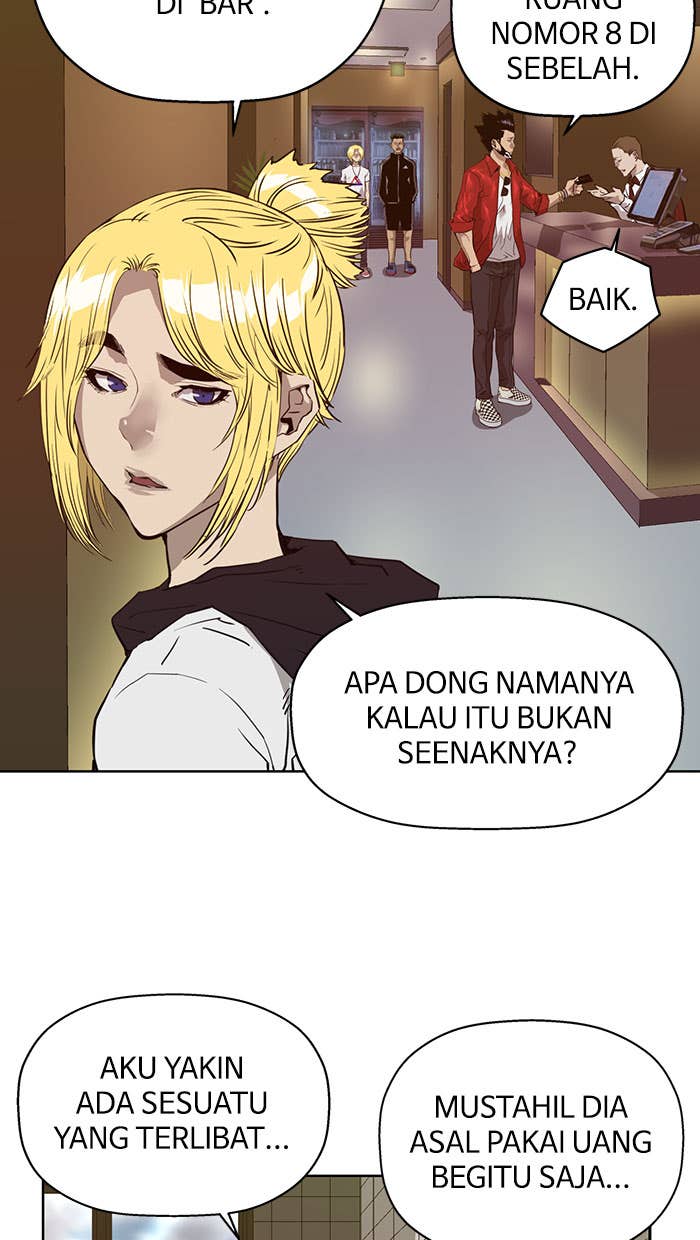 DI 'BAR'.
RUANG
NOMOR 8 DI
SEBELAH.
BAIK.
APA DONG NAMANYA
KALAU ITU BUKAN
SEENAKNYA?
AKU YAKIN
ADA SESUATU
YANG TERLIBAT...
MUSTAHIL DIA
ASAL PAKAI UANG
BEGITU SAJA...